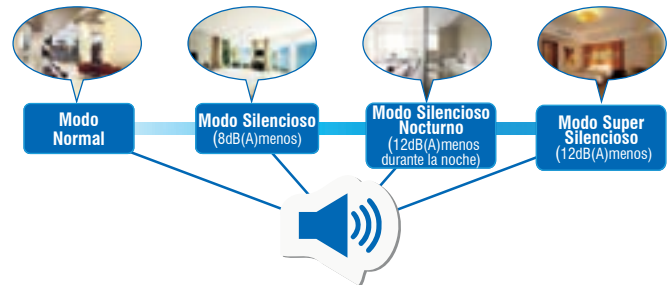 Modo
Normal
Modo Silencioso
(8dB(A)menos)
Modo Silencioso
Nocturno
(12dB(A)menos
durante la noche)
Modo Super
Silencioso
(12dB(A)menos)